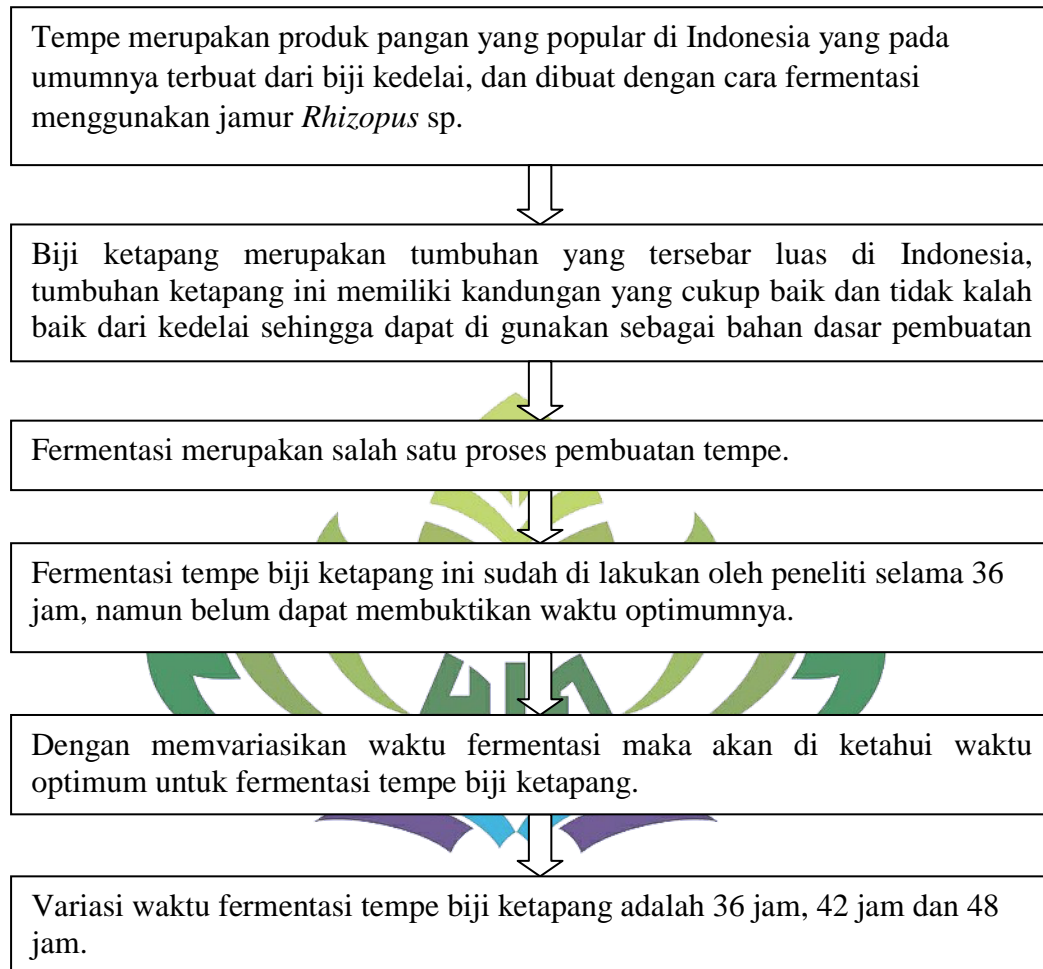 Tempe merupakan produk pangan yang popular di Indonesia yang pada
umumnya terbuat dari biji kedelai, dan dibuat dengan cara fermentasi
menggunakan jamur Rhizopus sp.
Biji ketapang merupakan tumbuhan yang tersebar luas di Indonesia,
tumbuhan ketapang ini memiliki kandungan yang cukup baik dan tidak kalah
baik dari kedelai sehingga dapat di gunakan sebagai bahan dasar pembuatan
Fermentasi merupakan salah satu proses pembuatan tempe.
Fermentasi tempe biji ketapang ini sudah di lakukan oleh peneliti selama 36
jam, namun belum dapat membuktikan waktu optimumnya.
Dengan memvariasikan waktu fermentasi maka akan di ketahui waktu
optimum untuk fermentasi tempe biji ketapang.
Variasi waktu fermentasi tempe biji ketapang adalah 36 jam, 42 jam dan 48
jam.